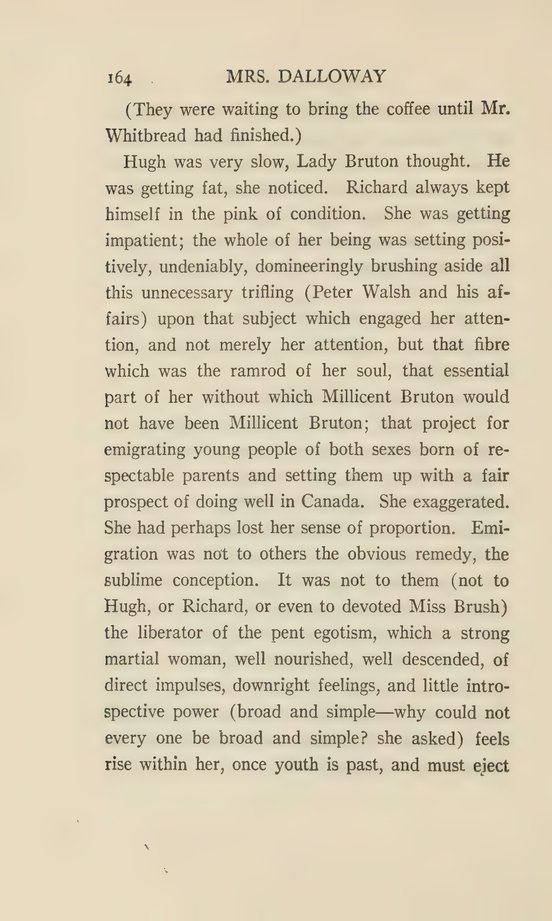 164 MRS. DALLOWAY
(They were waiting to bring the coffee until Mr.
Whitbread had finished.)
Hugh was very slow, Lady Bruton thought. He
was getting fat, she noticed. Richard always kept
himself in the pink of condition. She was getting
impatient; the whole of her being was setting posi-
tively, undeniably, domineeringly brushing aside all
this unnecessary trifling (Peter Walsh and his af-
fairs) upon that subject which engaged her atten-
tion, and not merely her attention, but that fibre
which was the ramrod of her soul, that essential
part of her without which Millicent Bruton would
not have been Millicent Bruton; that project for
emigrating young people of both sexes born of re-
spectable parents and setting them up with a fair
prospect of doing well in Canada. She exaggerated.
She had perhaps lost her sense of proportion. Emi-
gration was not to others the obvious remedy, the
sublime conception. It was not to them (not to
Hugh, or Richard, or even to devoted Miss Brush)
the liberator of the pent egotism, which a strong
martial woman, well nourished, well descended, of
direct impulses, downright feelings, and little intro-
spective power (broad and simple—why could not
every one be broad and simple? she asked) feels
rise within her, once youth is past, and must eject